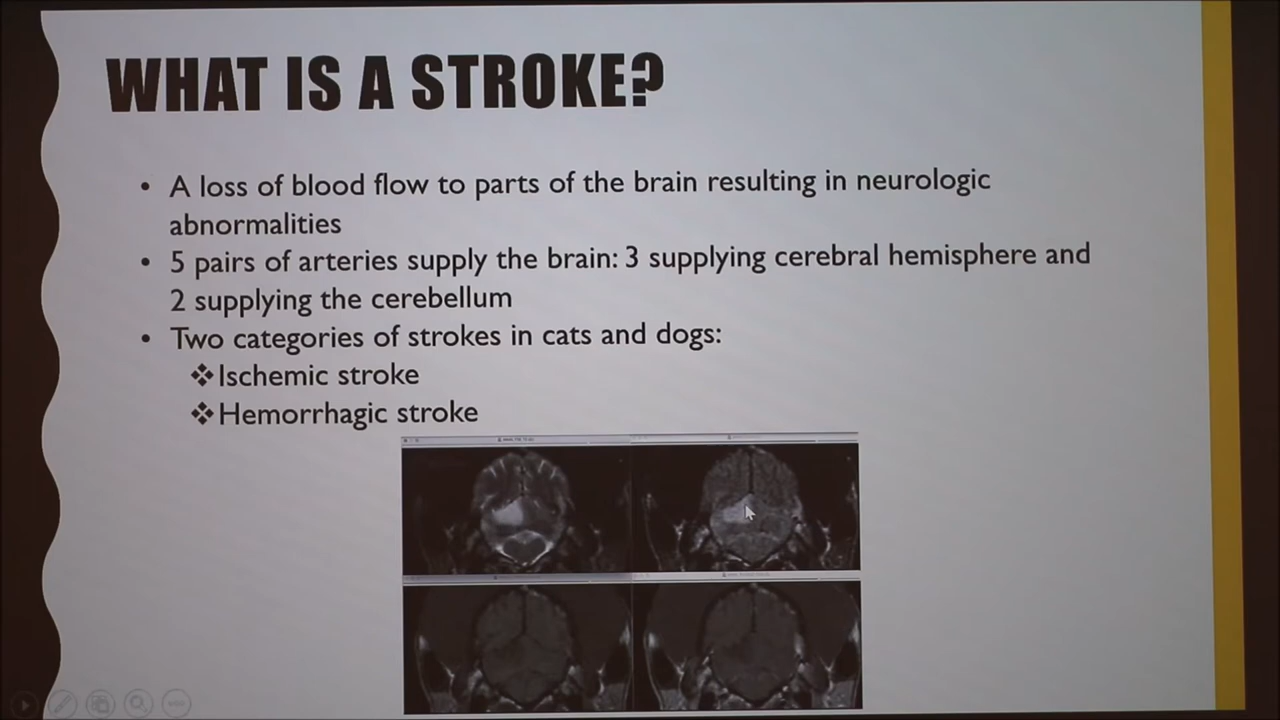 WHAT IS A STROKE?
• A loss of blood flow to parts of the brain resulting in neurologic
abnormalities
• 5 pairs of arteries supply the brain: 3 supplying cerebral hemisphere and
2 supplying the cerebellum
• Two categories of strokes in cats and dogs:
❖Ischemic stroke
❖Hemorrhagic stroke